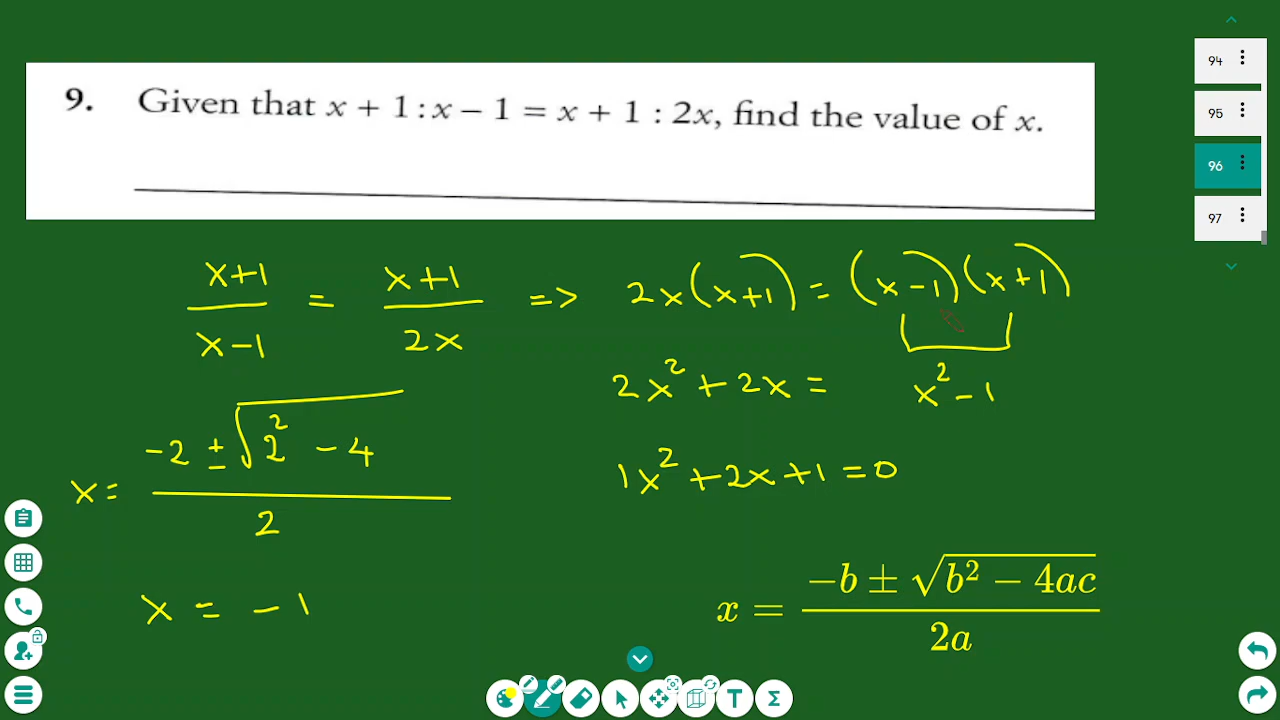 9. Given that x + 1 : x – 1 = x + 1 : 2x, find the value of x.
x+1/x-1 = x+1/2x => 2x(x+1) = (x-1)(x+1)
2x² + 2x = x² - 1
x = -2 ± √2² - 4 / 2
1x² + 2x + 1 = 0
x = -1
x = -b ± √b² - 4ac / 2a
94
95
96
97
T
Σ